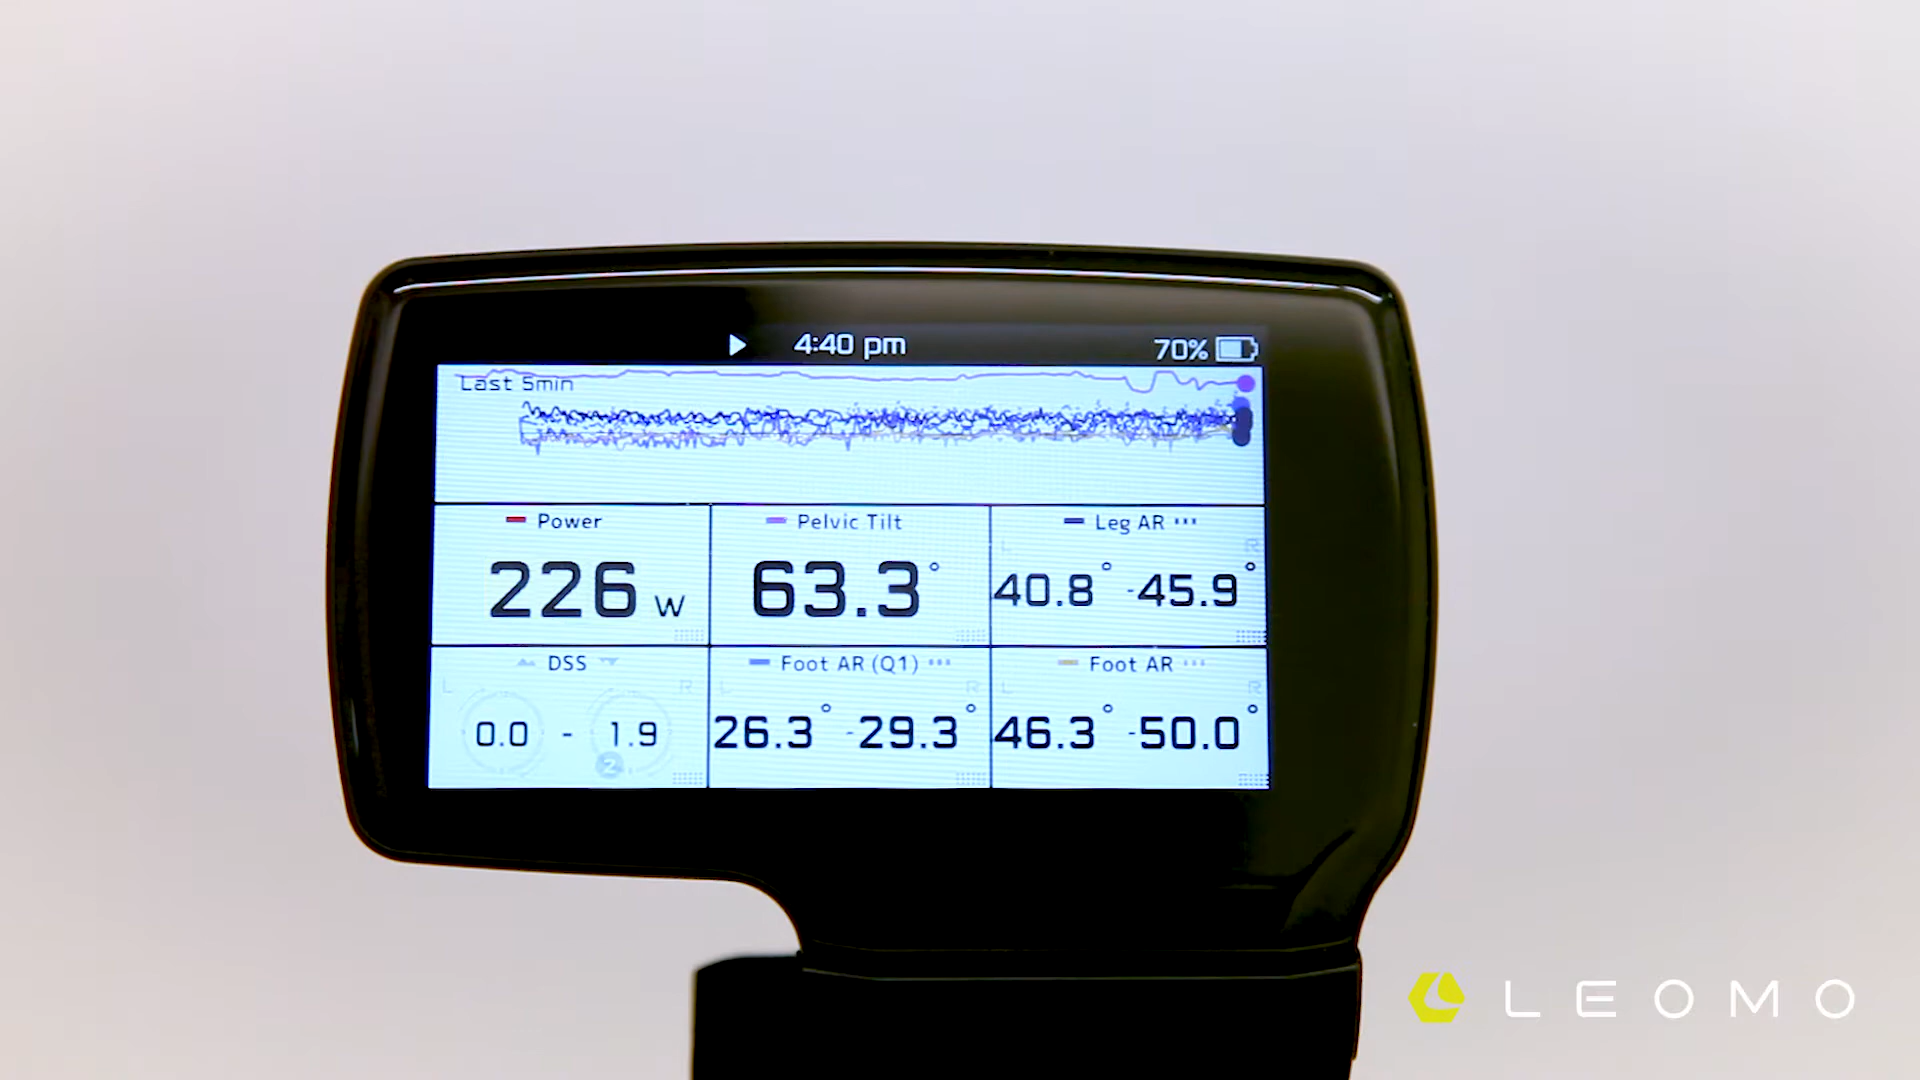 4:40 pm
70%
Last 5min
Power
Pelvic Tilt
Leg AR
L R
226 W
63.3°
40.8° - 45.9°
DSS
Foot AR (Q1)
Foot AR
L R
L R
L R
0.0 - 1.9
26.3° - 29.3°
46.3° - 50.0°
2
LEOMO